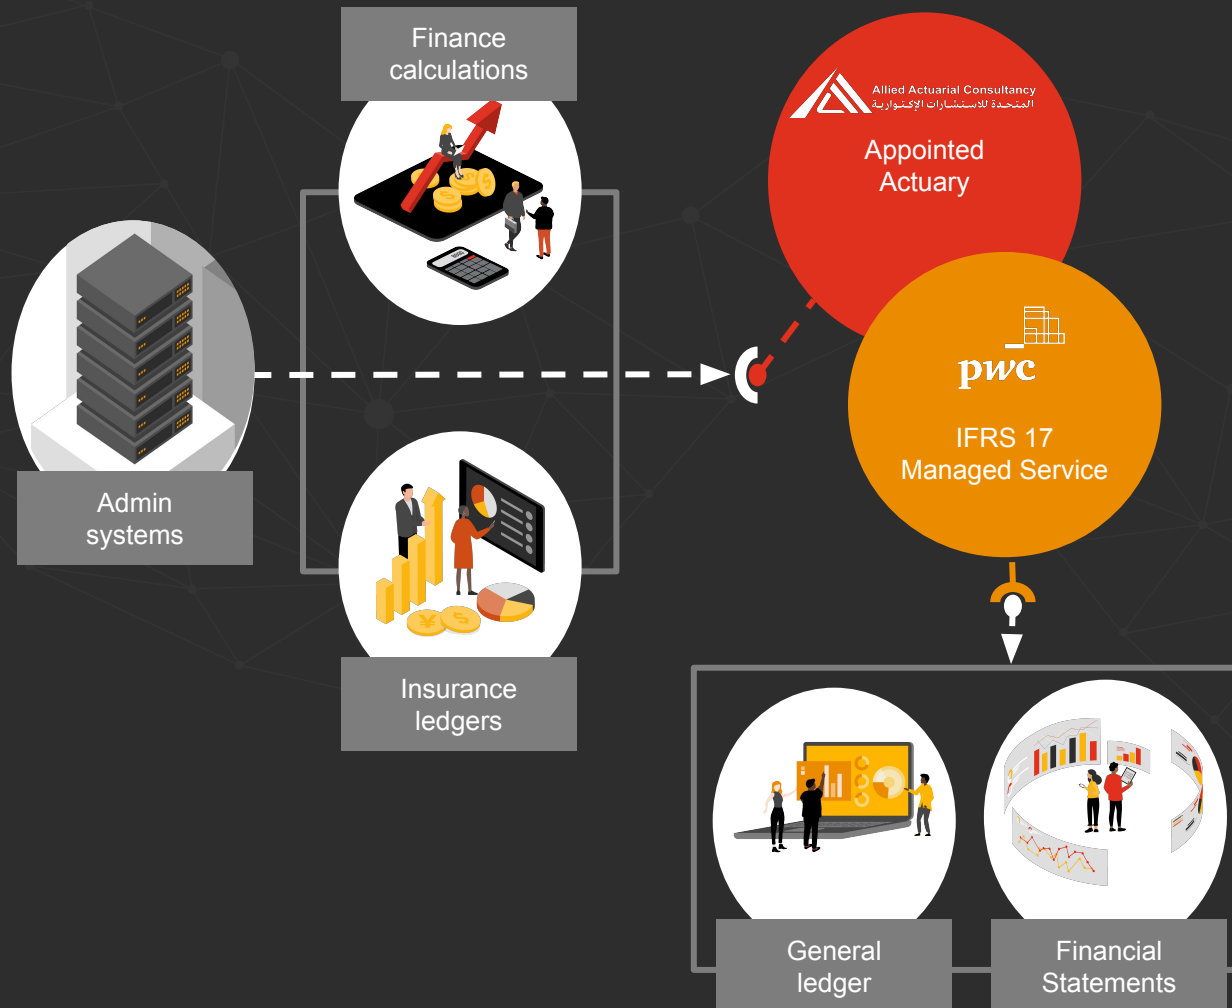 Finance
calculations
Allied Actuarial Consultancy
المتحدة للاستشارات الإكتوارية
Appointed
Actuary
pwc
IFRS 17
Managed Service
Admin
systems
Insurance
ledgers
General
ledger
Financial
Statements